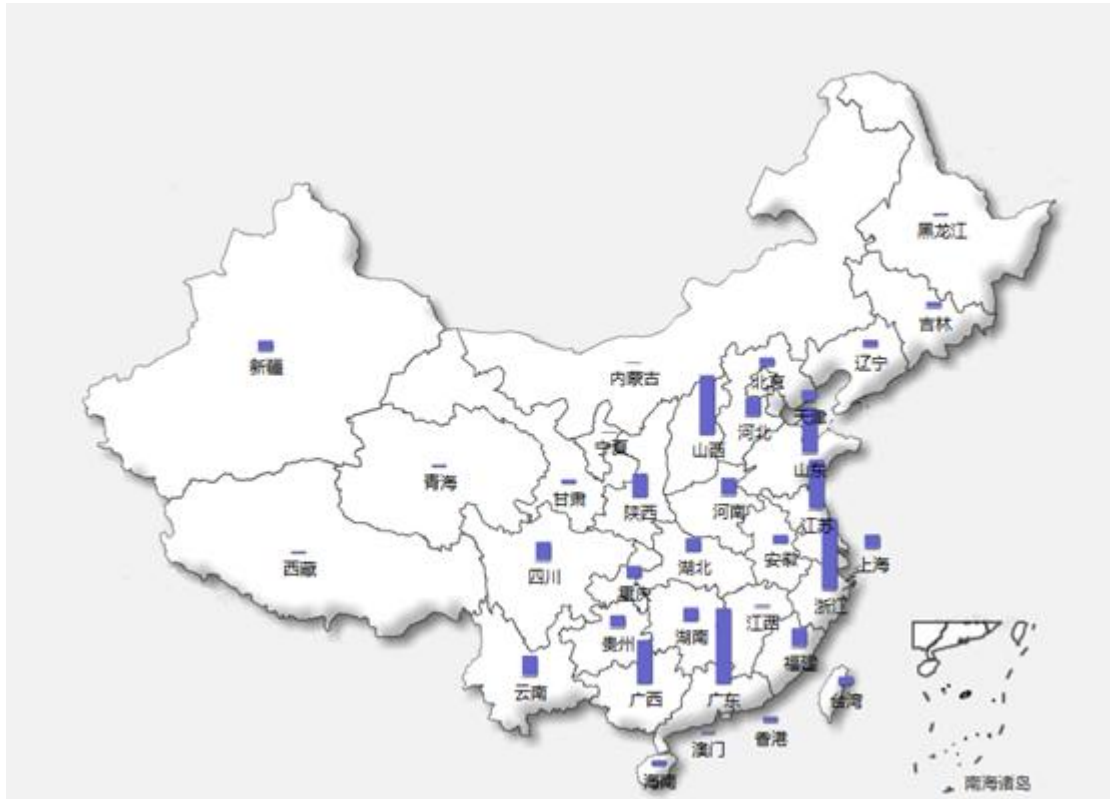 黑龙江
吉林
辽宁
新疆
内蒙古
北京
天津
河北
山西
宁夏
山东
青海
甘肃
陕西
河南
江苏
西藏
四川
湖北
安徽
上海
重庆
浙江
贵州
湖南
江西
福建
云南
广西
广东
台湾
香港
澳门
海南
南海诸岛